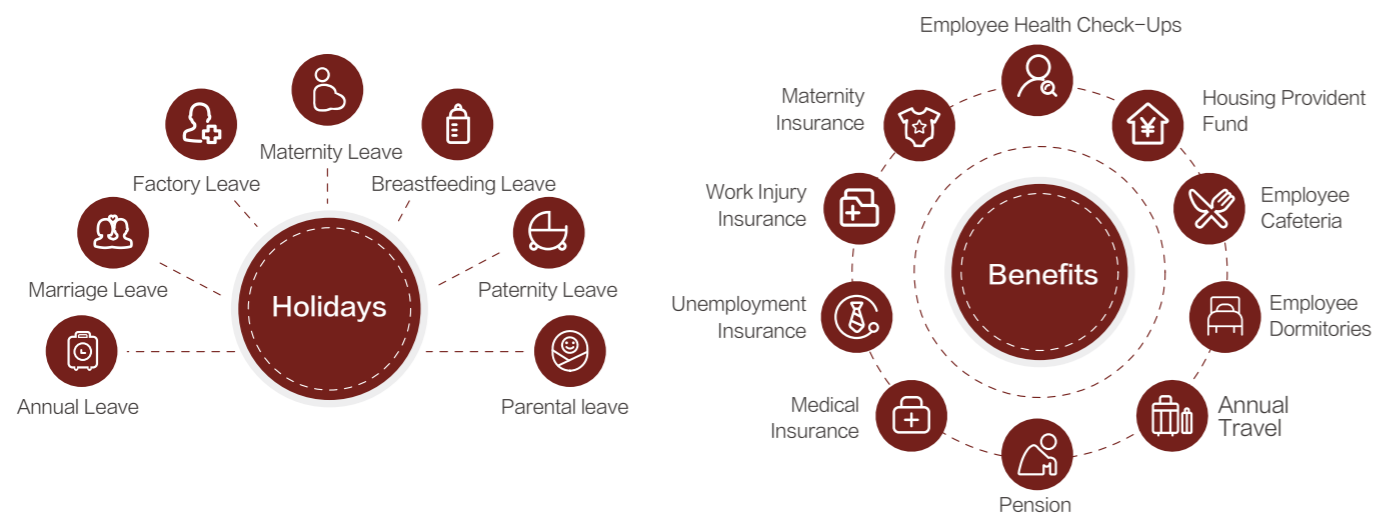 Maternity Leave
Factory Leave
Breastfeeding Leave
Marriage Leave
Paternity Leave
Annual Leave
Parental leave
Holidays
Employee Health Check-Ups
Housing Provident
Fund
Employee
Cafeteria
Employee
Dormitories
Annual
Travel
Pension
Medical
Insurance
Unemployment
Insurance
Work Injury
Insurance
Maternity
Insurance
Benefits
¥